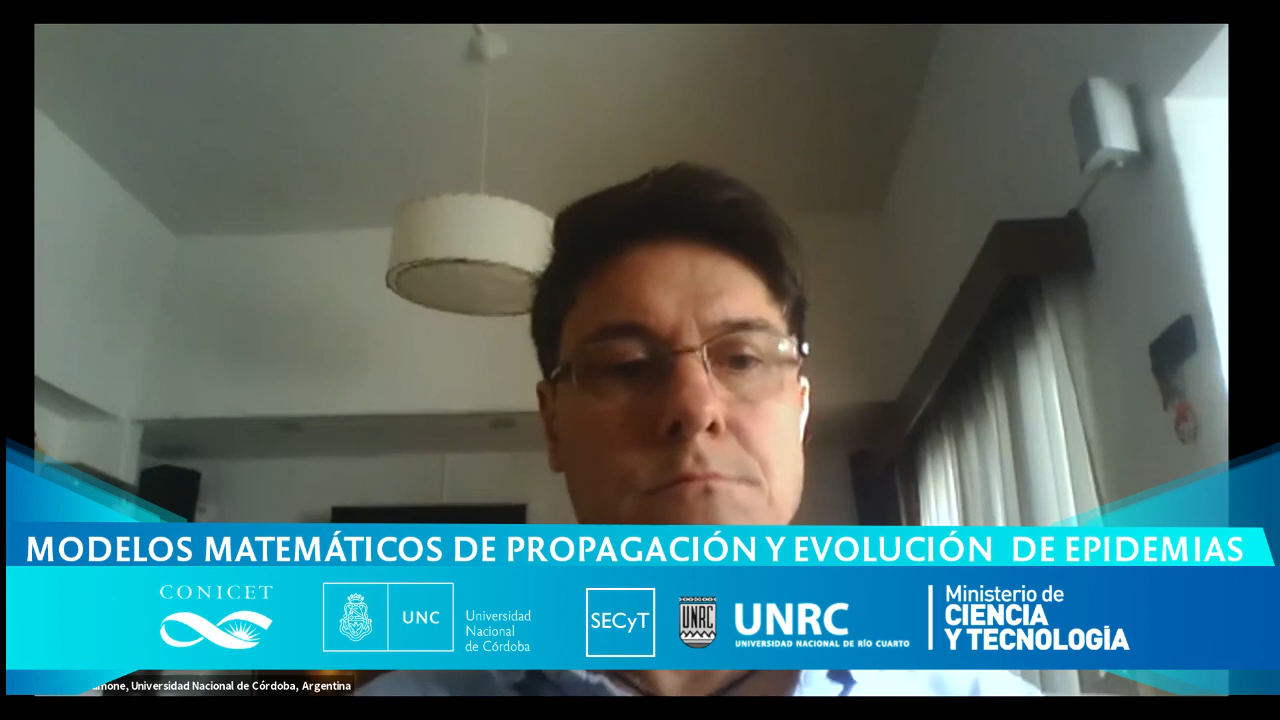 MODELOS MATEMÁTICOS DE PROPAGACIÓN Y EVOLUCIÓN DE EPIDEMIAS
CONICET
UNC
Universidad
Nacional
de Córdoba
SECyT
UNRC
UNRC
UNIVERSIDAD NACIONAL DE RÍO CUARTO
Ministerio de
CIENCIA
Y TECNOLOGÍA
Universidad Nacional de Córdoba, Argentina